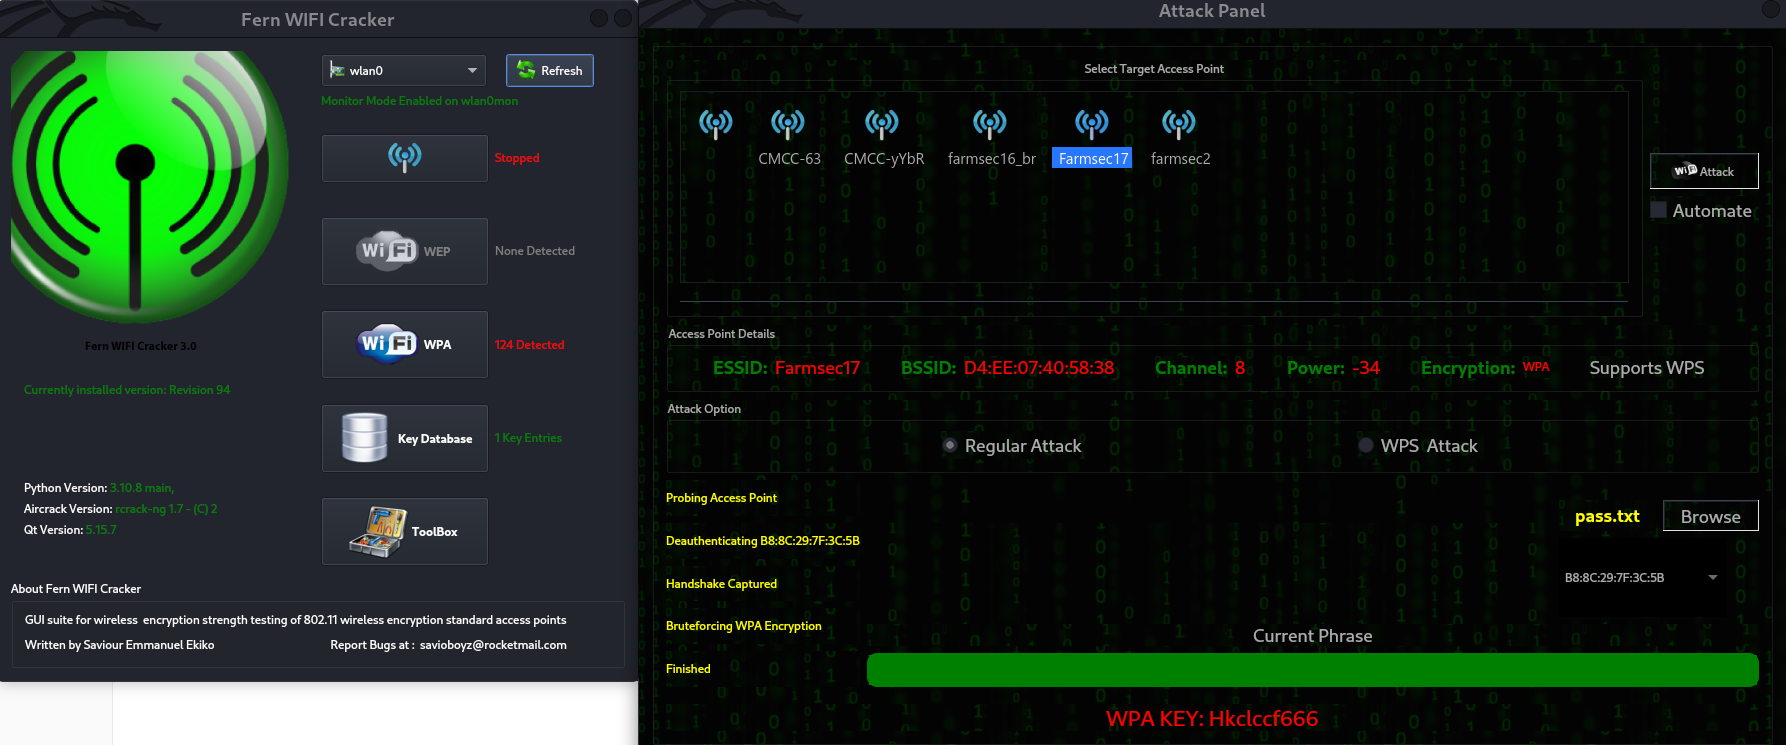 Fern WIFI Cracker
wlan0
Refresh
Monitor Mode Enabled on wlan0mon
Stopped
WiFi WEP
None Detected
WiFi WPA
124 Detected
Fern WIFI Cracker 3.0
Currently installed version: Revision 94
Key Database
1 Key Entries
Python Version: 3.10.8 main,
Aircrack Version: rcrack-ng 1.7 - (C) 2
Qt Version: 5.15.7
ToolBox
About Fern WIFI Cracker
GUI suite for wireless encryption strength testing of 802.11 wireless encryption standard access points
Written by Saviour Emmanuel Ekiko
Report Bugs at : savioboyz@rocketmail.com
Attack Panel
Select Target Access Point
CMCC-63
CMCC-yYbR
farmsec16_br
Farmsec17
farmsec2
WiFi Attack
Automate
Access Point Details
ESSID: Farmsec17 BSSID: D4:EE:07:40:58:38 Channel: 8 Power: -34 Encryption: WPA Supports WPS
Attack Option
Regular Attack
WPS Attack
Probing Access Point
pass.txt
Browse
Deauthenticating B8:8C:29:7F:3C:5B
B8:8C:29:7F:3C:5B
Handshake Captured
Bruteforcing WPA Encryption
Current Phrase
Finished
WPA KEY: Hkclccf666